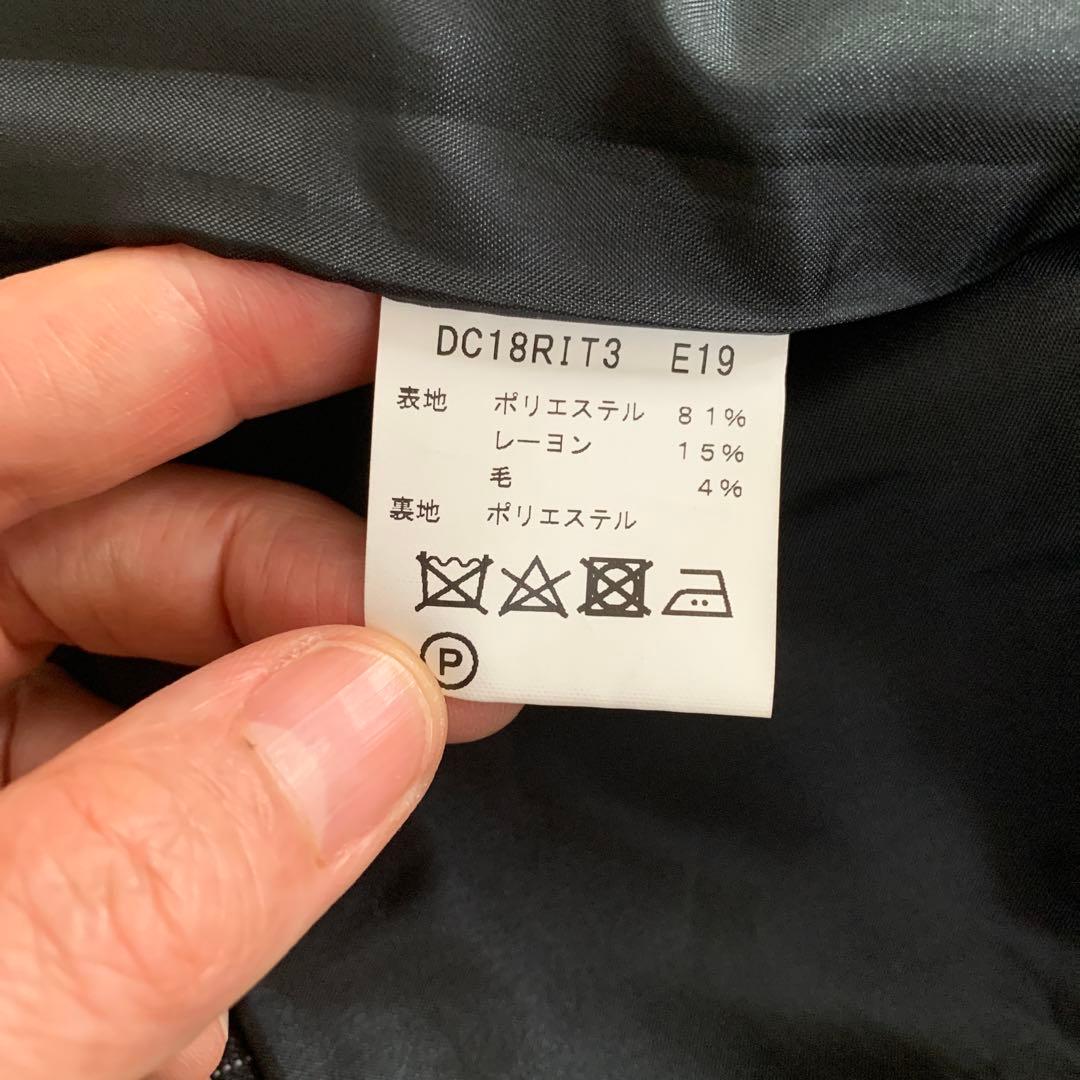 DC18RIT3 E19
表地 ポリエステル 81%
レーヨン 15%
毛 4%
裏地 ポリエステル
P